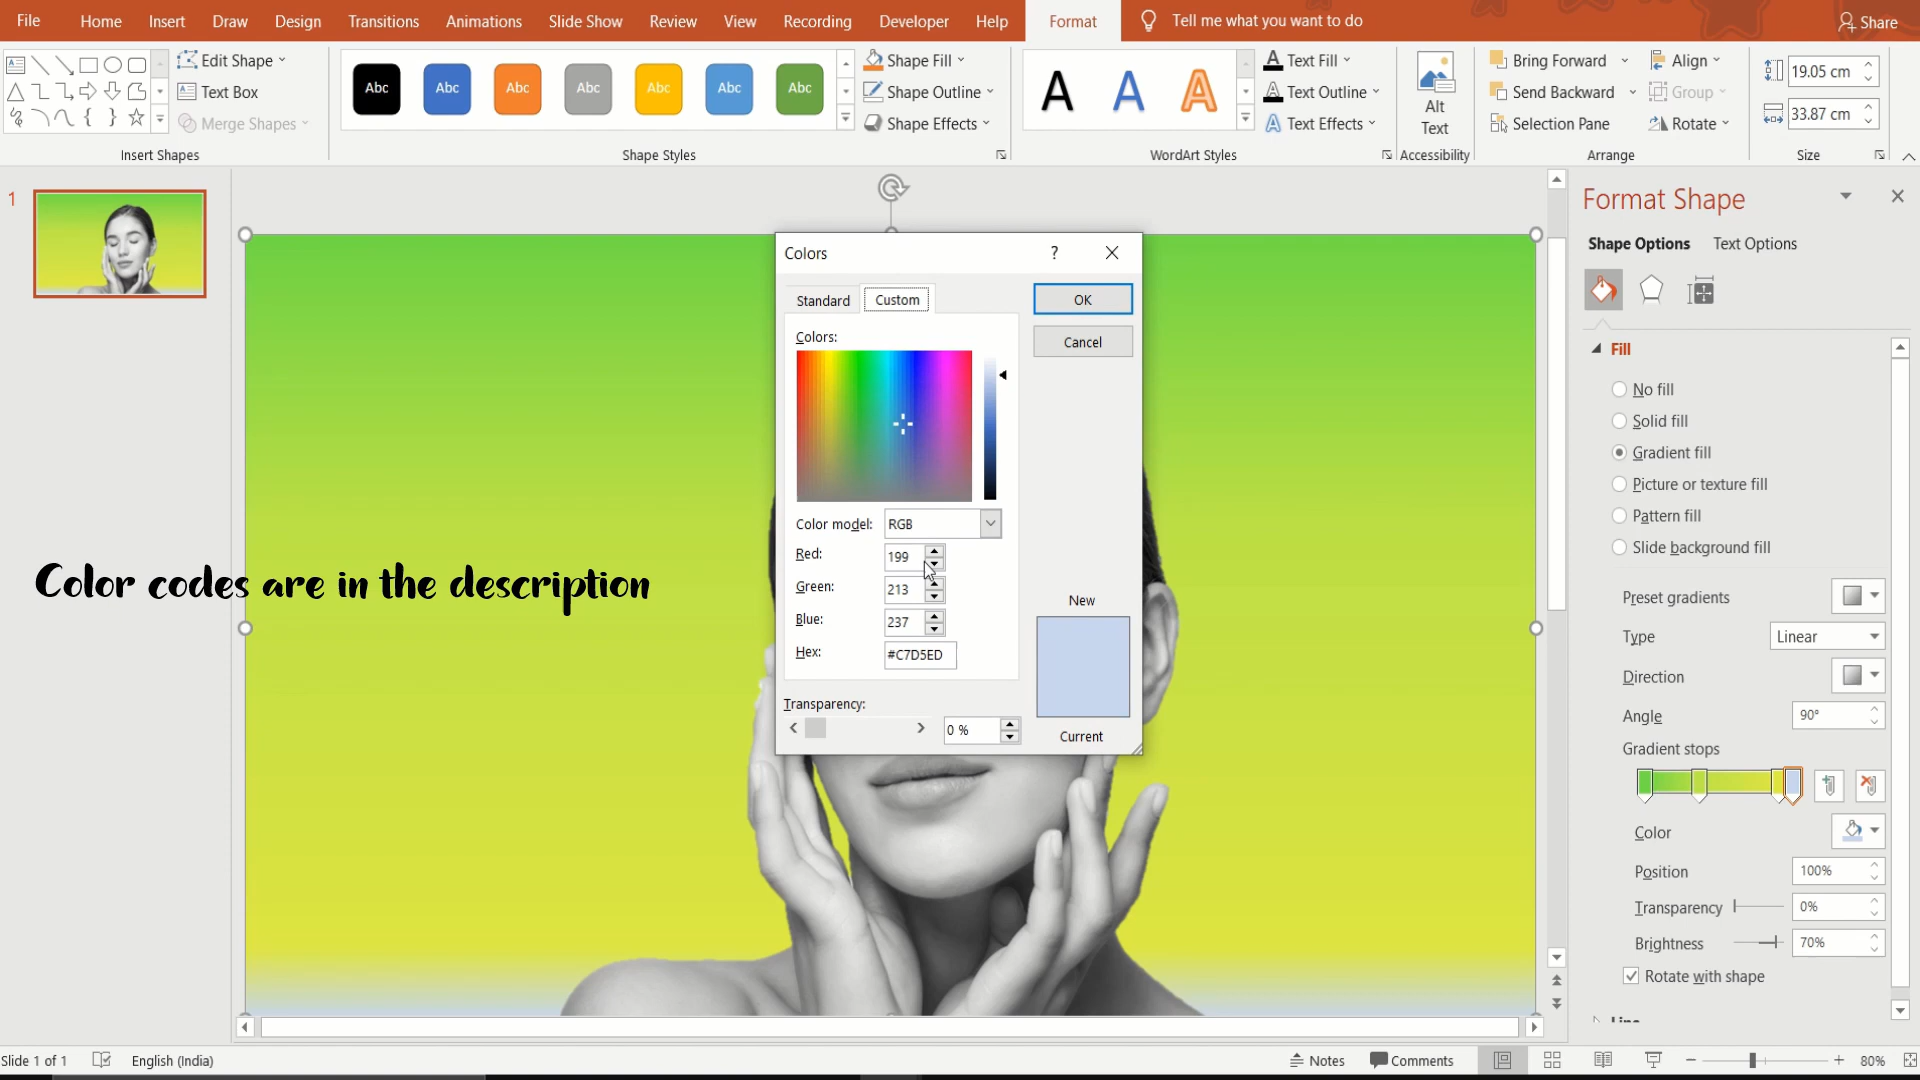 File Home Insert Draw Design Transitions Animations Slide Show Review View Recording Developer Help Format Tell me what you want to do Share
Edit Shape
Text Box
Merge Shapes
Insert Shapes
Abc Abc Abc Abc Abc Abc Abc
Shape Fill
Shape Outline
Shape Effects
Shape Styles
A A A
Text Fill
Text Outline
Text Effects
WordArt Styles
Alt
Text
Accessibility
Bring Forward
Send Backward
Selection Pane
Align
Group
Rotate
Arrange
19.05 cm
33.87 cm
Size
1
Color codes are in the description
Colors
?
Standard Custom
OK
Cancel
Colors:
Color model: RGB
Red: 199
Green: 213
Blue: 237
Hex: #C7D5ED
Transparency:
0 %
New
Current
Format Shape
Shape Options Text Options
Fill
No fill
Solid fill
Gradient fill
Picture or texture fill
Pattern fill
Slide background fill
Preset gradients
Type Linear
Direction
Angle 90°
Gradient stops
Color
Position 100%
Transparency 0%
Brightness 70%
Rotate with shape
Line
Slide 1 of 1 English (India) Notes Comments 80%